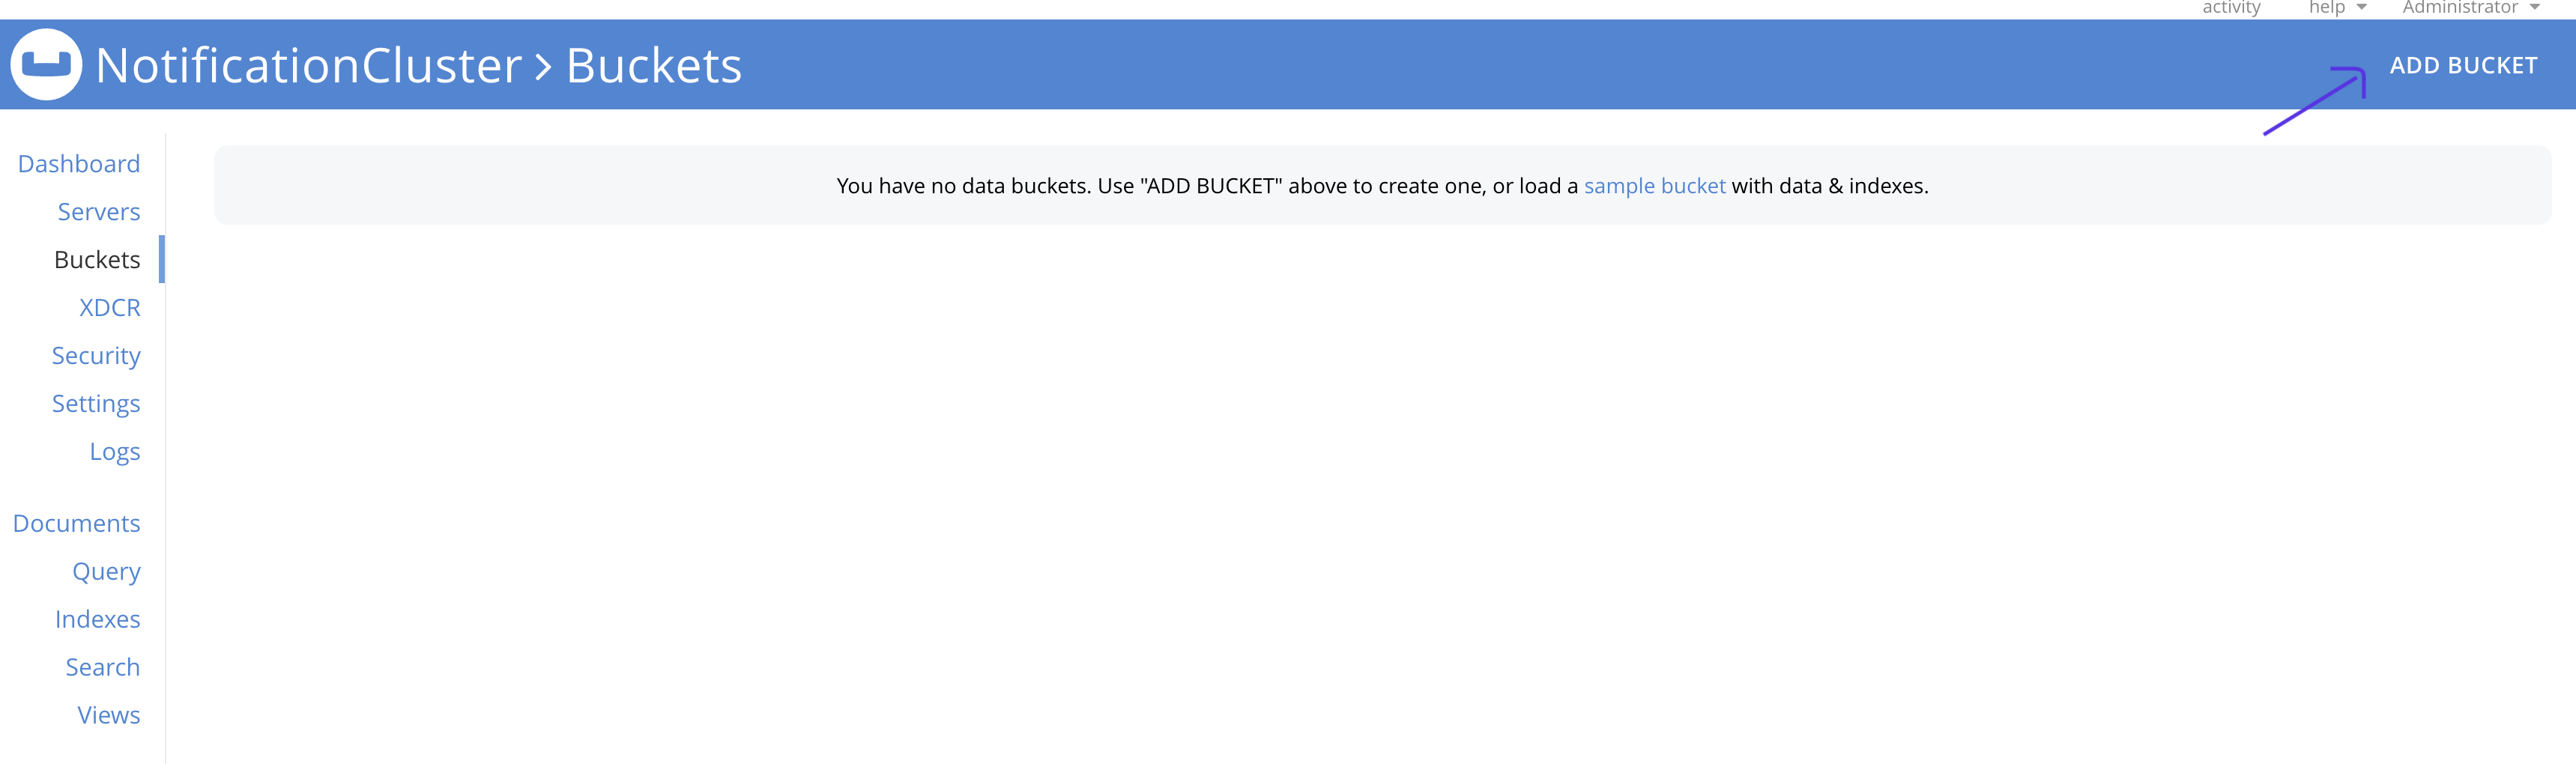 activity help Administrator
NotificationCluster > Buckets
ADD BUCKET
Dashboard
Servers
Buckets
XDCR
Security
Settings
Logs
Documents
Query
Indexes
Search
Views
You have no data buckets. Use "ADD BUCKET" above to create one, or load a sample bucket with data & indexes.